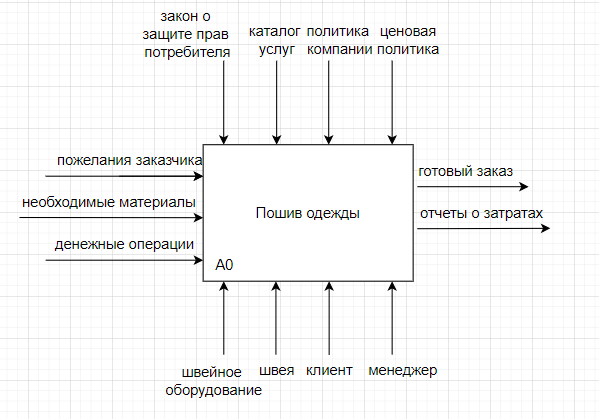 закон о
защите прав
потребителя
каталог
услуг
политика
компании
ценовая
политика
пожелания заказчика
необходимые материалы
денежные операции
Пошив одежды
А0
готовый заказ
отчеты о затратах
швейное
оборудование
швея
клиент
менеджер